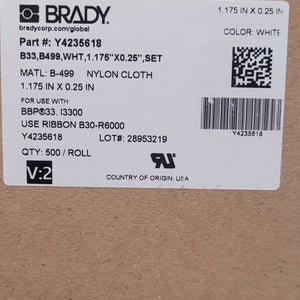 BRADY.
1.175 IN X 0.25 IN
bradycorp.com/global
Part #: Y4235618
COLOR: WHITE
B33,B499,WHT,1.175"X0.25",SET
MATL: B-499 NYLON CLOTH
1.175 IN X 0.25 IN
FOR USE WITH:
BBP®33. I3300
USE RIBBON B30-R6000
Y4235618 LOT#: 28953219
Y4235618
QTY: 500 / ROLL
COUNTRY OF ORIGIN: USA
V:2